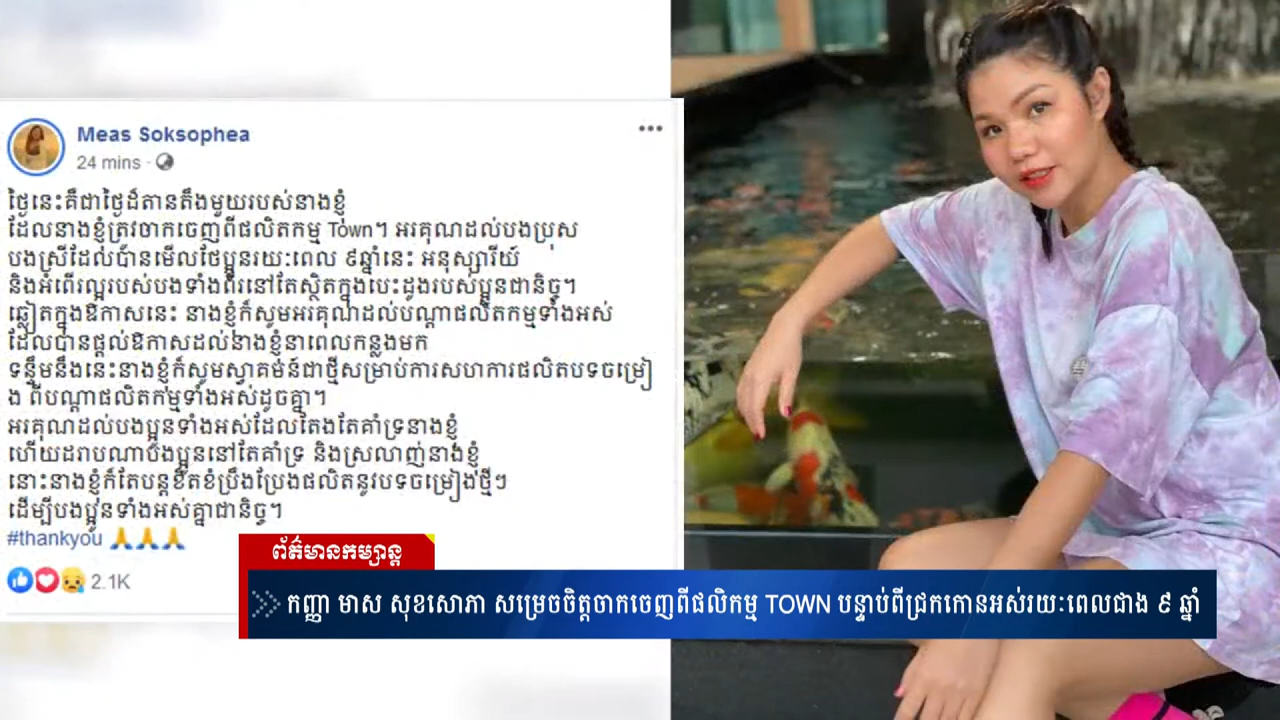 Meas Soksophea
24 mins ·
ថ្ងៃនេះគឺជាថ្ងៃដ៏តានតឹងមួយរបស់នាងខ្ញុំ
ដែលនាងខ្ញុំត្រូវចាកចេញពីផលិតកម្ម Town។ អរគុណដល់បងប្រុស
បងស្រីដែលបានមើលថែប្អូនរយៈពេល ៩ឆ្នាំនេះ អនុស្សាវរីយ៍
និងអំពើរល្អរបស់បងទាំងពីរនៅតែស្ថិតក្នុងបេះដូងរបស់ប្អូនជានិច្ច។
ឆ្លៀតក្នុងឱកាសនេះ នាងខ្ញុំក៏សូមអរគុណដល់បណ្តាផលិតកម្មទាំងអស់
ដែលបានផ្តល់ឱកាសដល់នាងខ្ញុំនាពេលកន្លងមក
ទន្ទឹមនឹងនេះនាងខ្ញុំក៏សូមស្វាគមន៍ជាថ្មីសម្រាប់ការសហការផលិតបទចម្រៀ
ង ពីបណ្តាផលិតកម្មទាំងអស់ដូចគ្នា។
អរគុណដល់បងប្អូនទាំងអស់ដែលតែងតែគាំទ្រនាងខ្ញុំ
ហើយដរាបណាបងប្អូននៅតែគាំទ្រ និងស្រលាញ់នាងខ្ញុំ
នោះនាងខ្ញុំក៏តែបន្តខិតខំប្រឹងប្រែងផលិតនូវបទចម្រៀងថ្មីៗ
ដើម្បីបងប្អូនទាំងអស់គ្នាជានិច្ច។
#thankyou 🙏🙏🙏
2.1K
ព័ត៌មានកម្សាន្ត
កញ្ញា មាស សុខសោភា សម្រេចចិត្តចាកចេញពីផលិកម្ម TOWN បន្ទាប់ពីជ្រកកោនអស់រយៈពេលជាង ៩ ឆ្នាំ